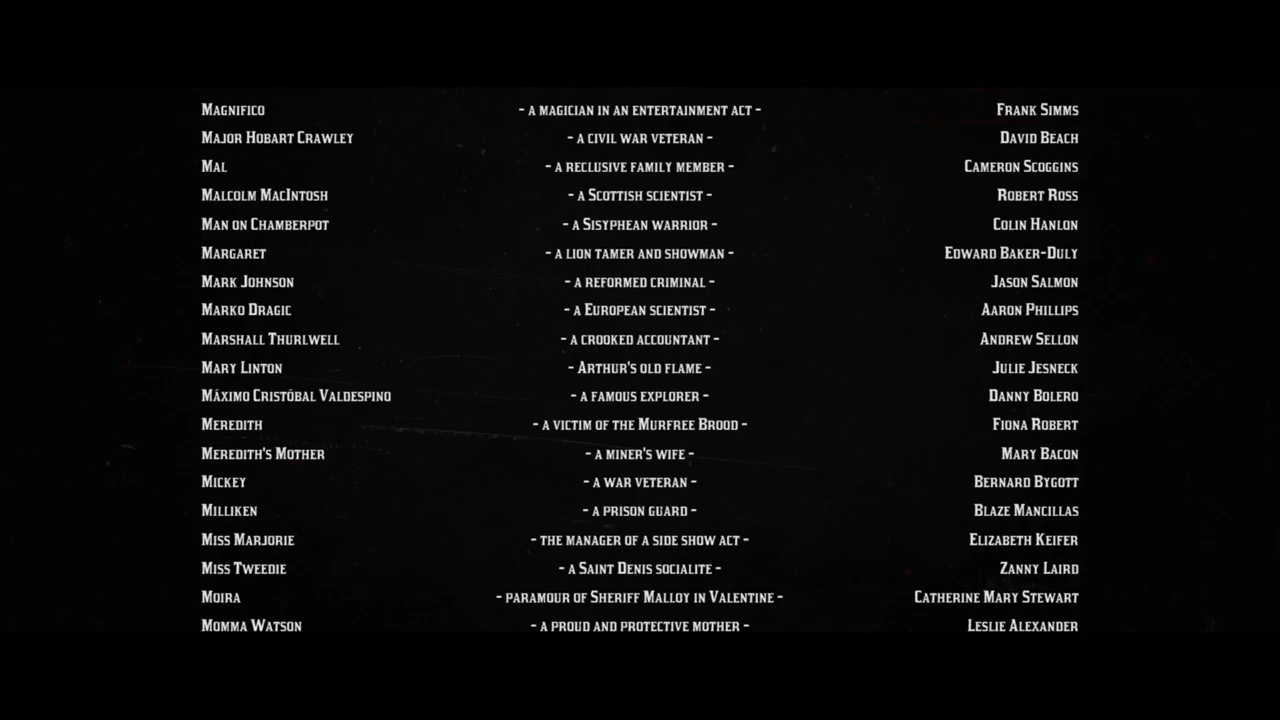 Magnifico - a magician in an entertainment act - Frank Simms
Major Hobart Crawley - a civil war veteran - David Beach
Mal - a reclusive family member - Cameron Scoggins
Malcolm MacIntosh - a Scottish scientist - Robert Ross
Man on Chamberpot - a Sisyphean warrior - Colin Hanlon
Margaret - a lion tamer and showman - Edward Baker-Duly
Mark Johnson - a reformed criminal - Jason Salmon
Marko Dragic - a European scientist - Aaron Phillips
Marshall Thurlwell - a crooked accountant - Andrew Sellon
Mary Linton - Arthur's old flame - Julie Jesneck
Máximo Cristóbal Valdespino - a famous explorer - Danny Bolero
Meredith - a victim of the Murfree Brood - Fiona Robert
Meredith's Mother - a miner's wife - Mary Bacon
Mickey - a war veteran - Bernard Bygott
Milliken - a prison guard - Blaze Mancillas
Miss Marjorie - the manager of a side show act - Elizabeth Keifer
Miss Tweedie - a Saint Denis socialite - Zanny Laird
Moira - paramour of Sheriff Malloy in Valentine - Catherine Mary Stewart
Momma Watson - a proud and protective mother - Leslie Alexander